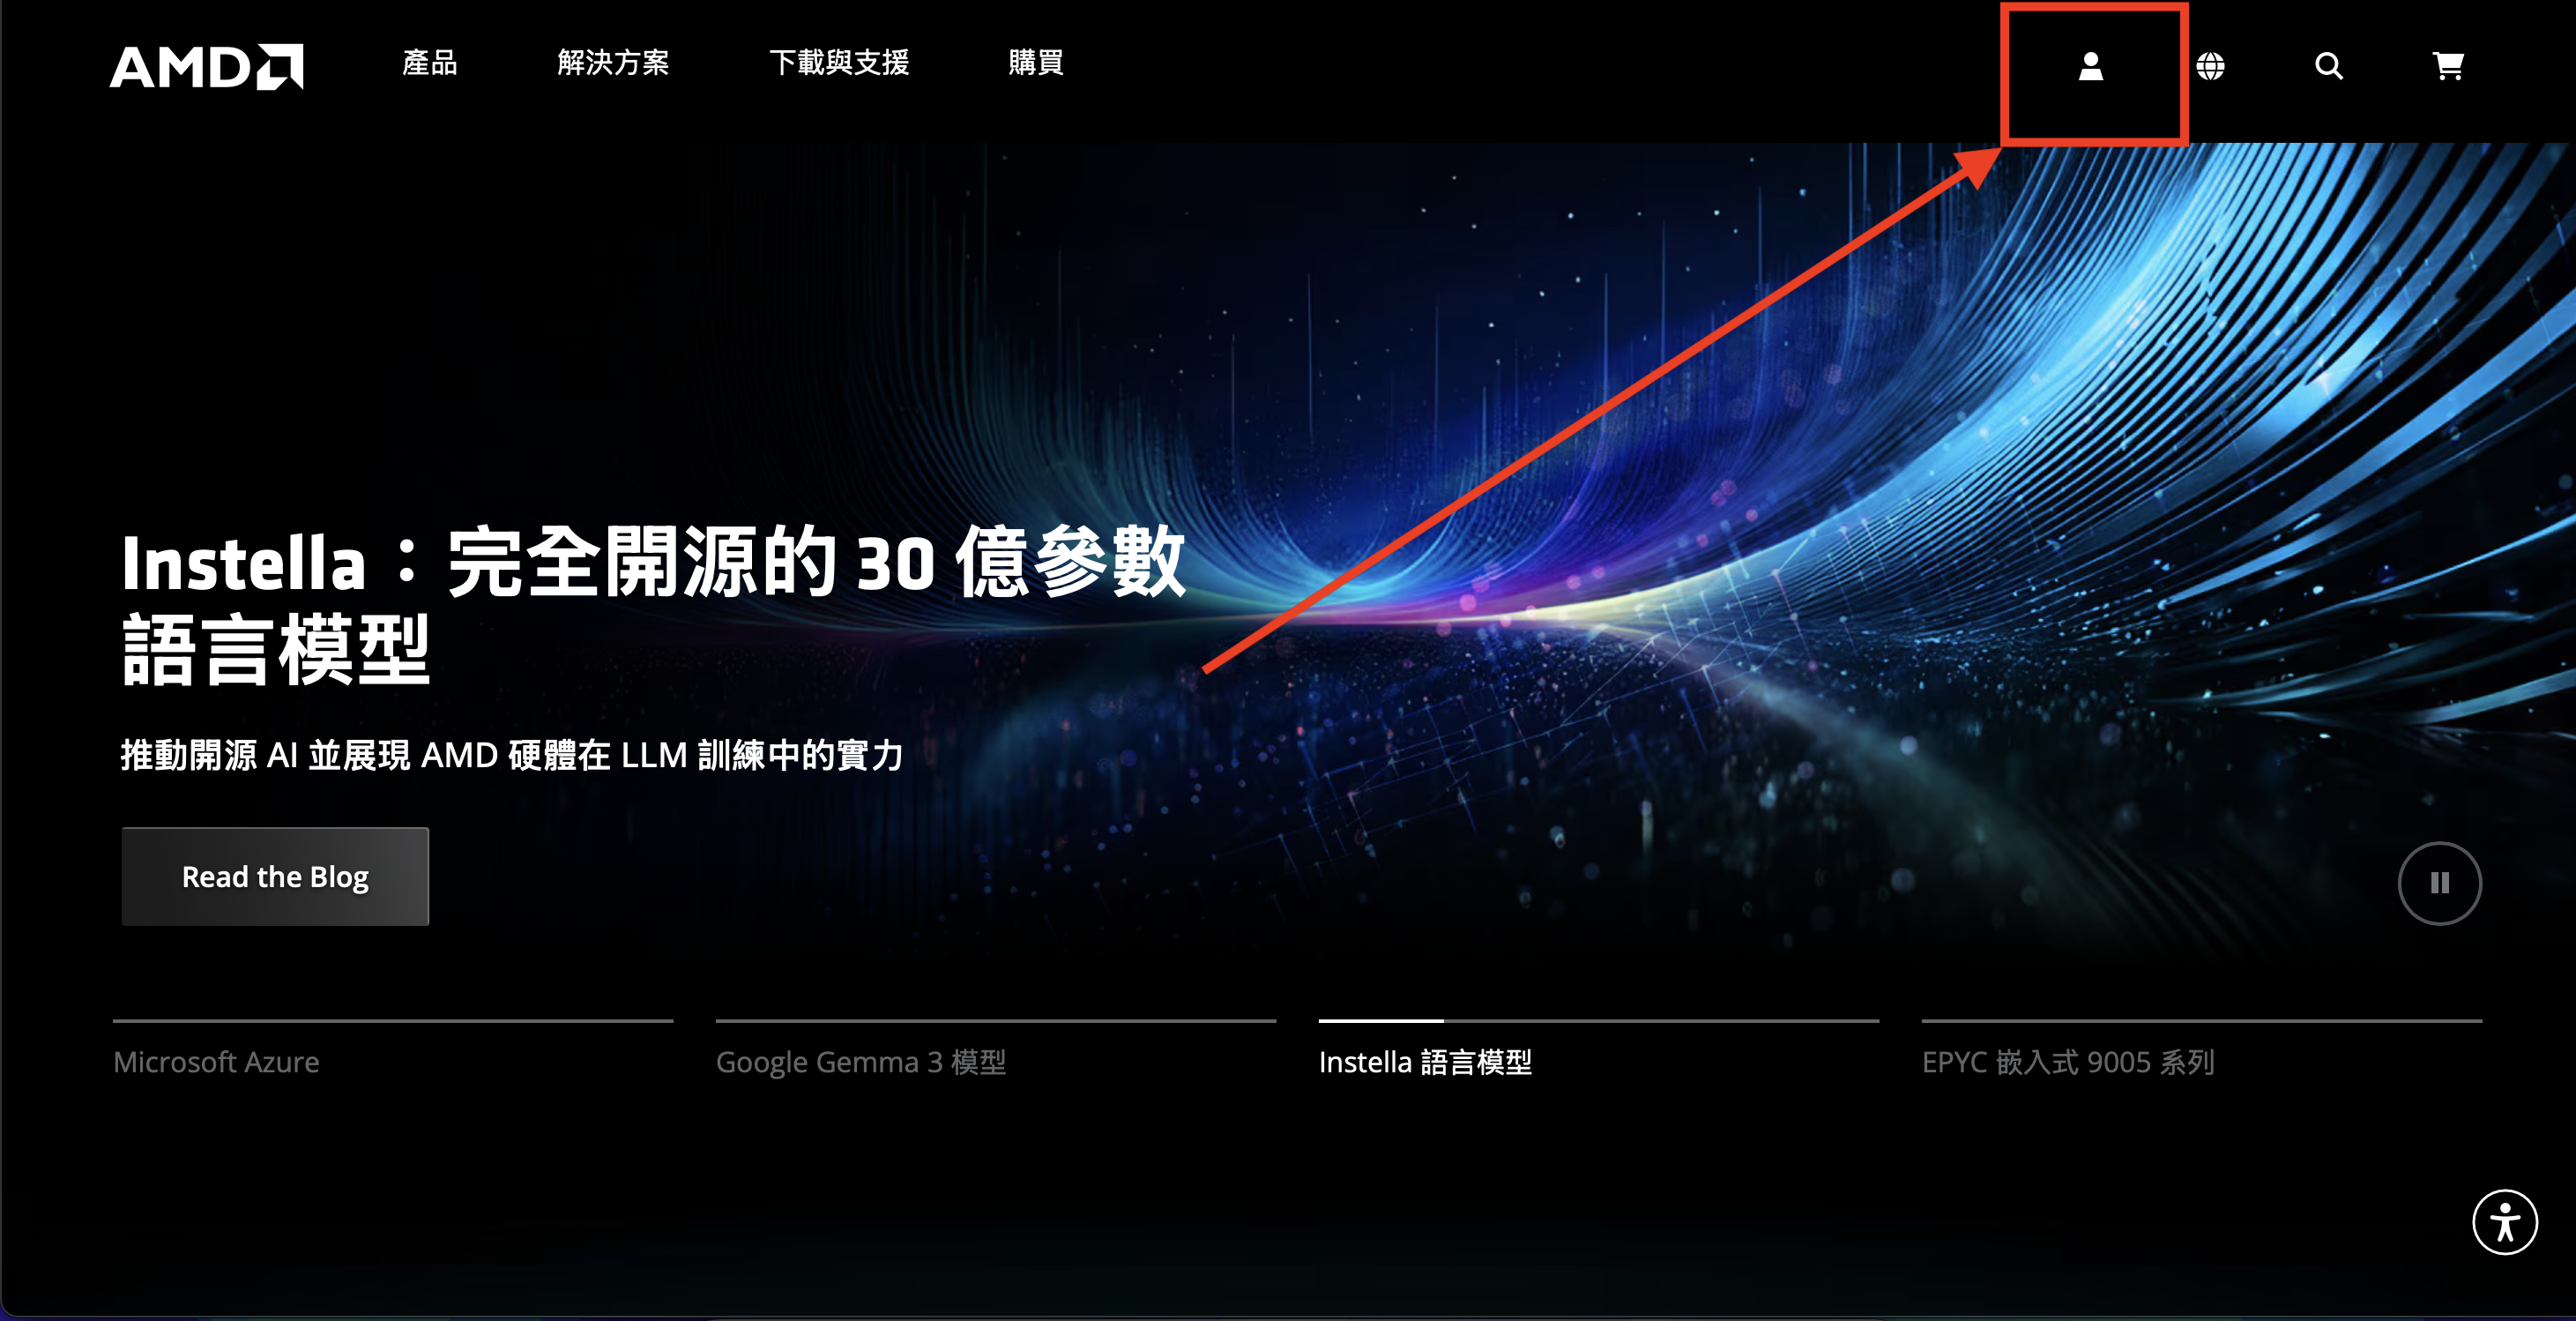 AMD
產品
解決方案
下載與支援
購買
Instella：完全開源的 30 億參數
語言模型
推動開源 AI 並展現 AMD 硬體在 LLM 訓練中的實力
Read the Blog
Microsoft Azure
Google Gemma 3 模型
Instella 語言模型
EPYC 嵌入式 9005 系列